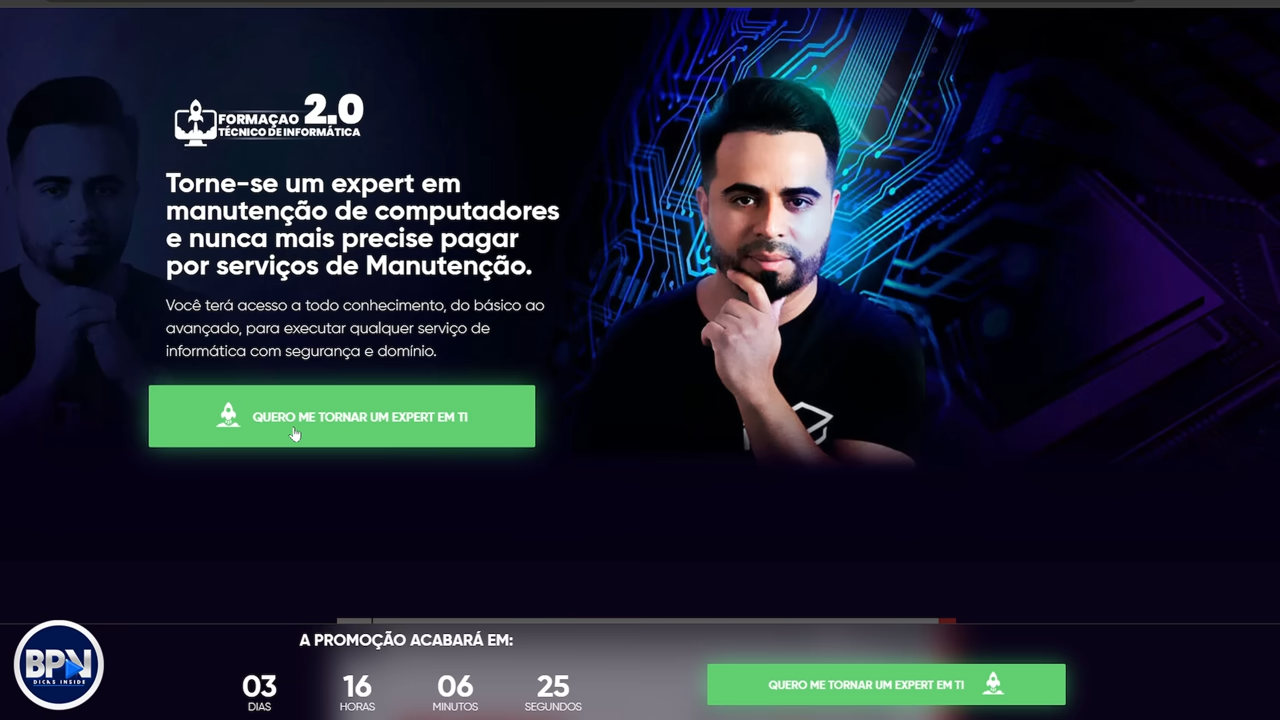 FORMAÇAO 2.0
TÉCNICO DE INFORMÁTICA
Torne-se um expert em
manutenção de computadores
e nunca mais precise pagar
por serviços de Manutenção.
Você terá acesso a todo conhecimento, do básico ao
avançado, para executar qualquer serviço de
informática com segurança e domínio.
QUERO ME TORNAR UM EXPERT EM TI
A PROMOÇÃO ACABARÁ EM:
03 16 06 25
DIAS HORAS MINUTOS SEGUNDOS
QUERO ME TORNAR UM EXPERT EM TI
BPN
DICAS INSIDE